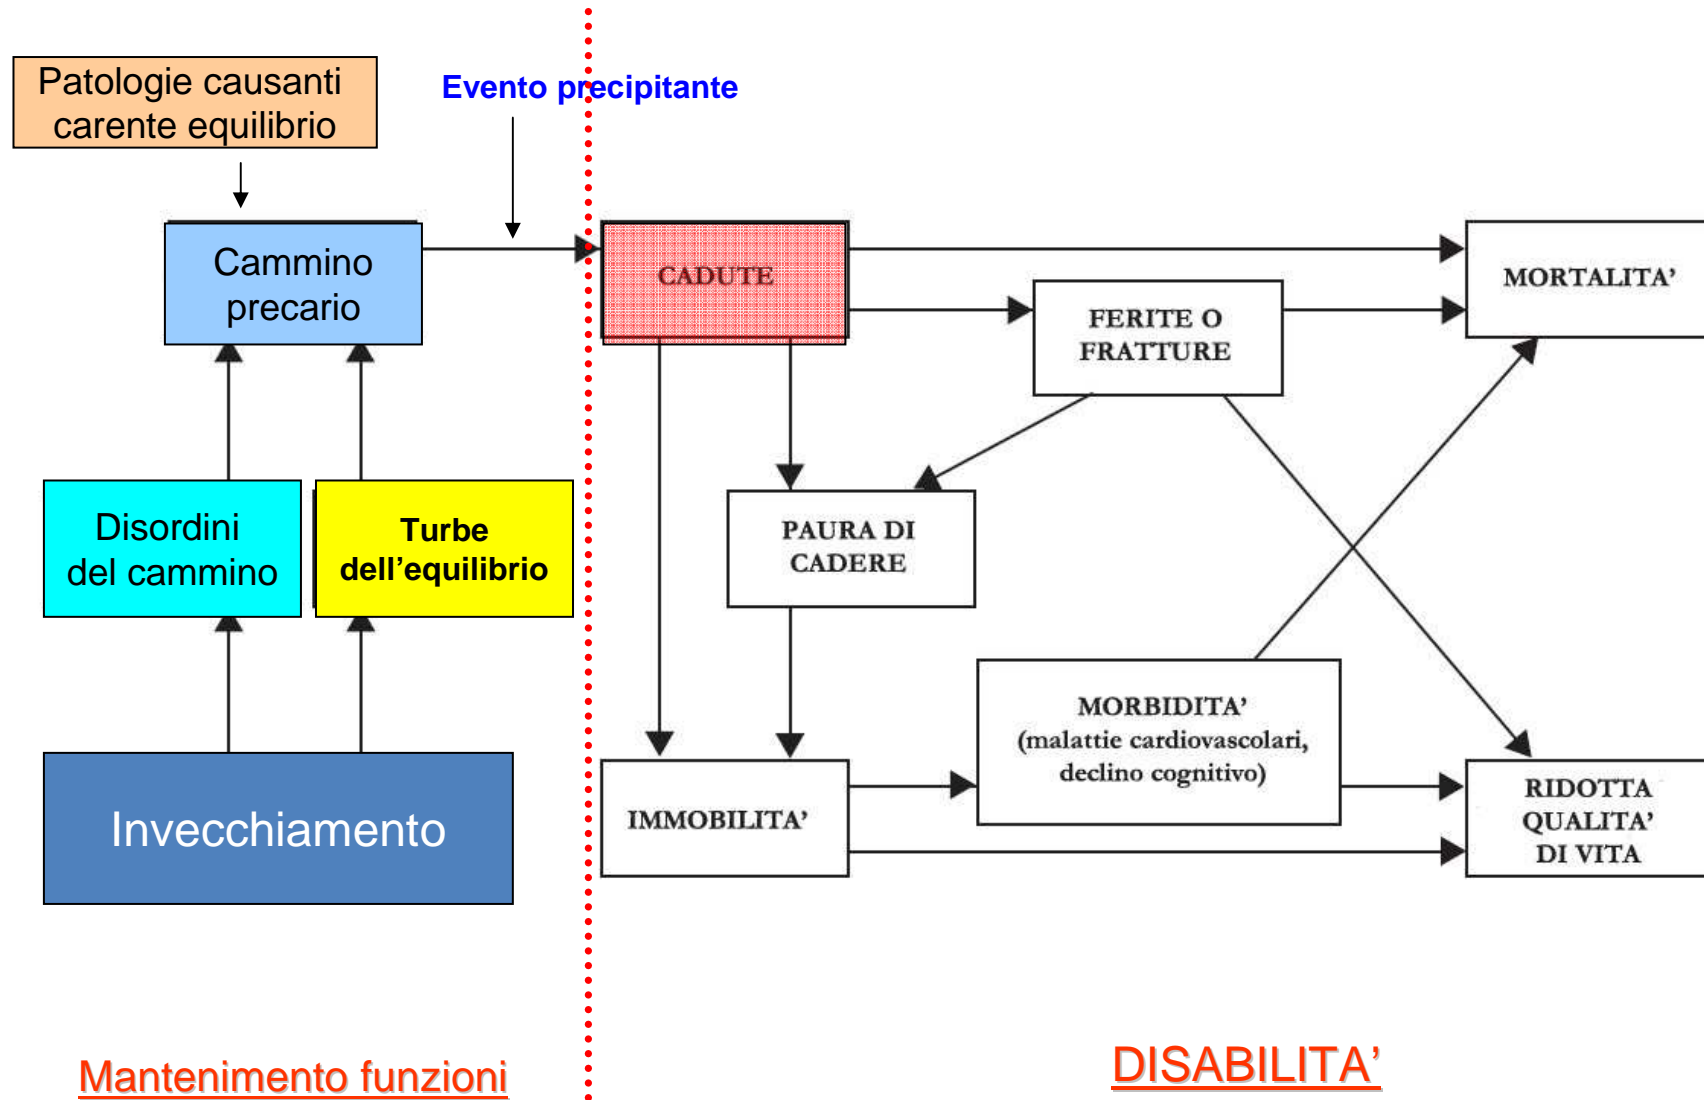 Patologie causanti
carente equilibrio
Evento precipitante
Cammino
precario
CADUTE
MORTALITA’
FERITE O
FRATTURE
Disordini
del cammino
Turbe
dell’equilibrio
PAURA DI
CADERE
Invecchiamento
IMMOBILITA’
MORBIDITA’
(malattie cardiovascolari,
declino cognitivo)
RIDOTTA
QUALITA’
DI VITA
Mantenimento funzioni
DISABILITA’